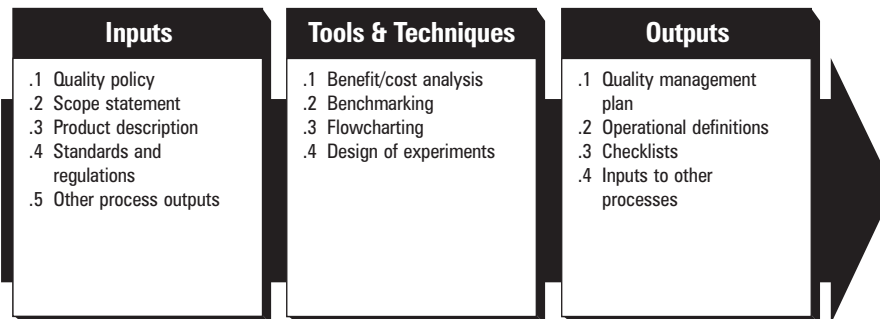 Inputs
.1 Quality policy
.2 Scope statement
.3 Product description
.4 Standards and
regulations
.5 Other process outputs
Tools & Techniques
.1 Benefit/cost analysis
.2 Benchmarking
.3 Flowcharting
.4 Design of experiments
Outputs
.1 Quality management
plan
.2 Operational definitions
.3 Checklists
.4 Inputs to other
processes